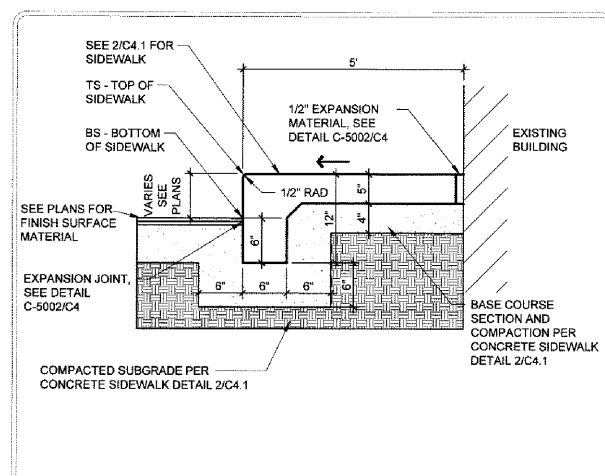 SEE 2/C4.1 FOR
SIDEWALK
5'
TS - TOP OF
SIDEWALK
1/2" EXPANSION
MATERIAL, SEE
DETAIL C-5002/C4
BS - BOTTOM
OF SIDEWALK
EXISTING
BUILDING
VARIES
SEE
PLANS
1/2" RAD
5"
12"
4"
SEE PLANS FOR
FINISH SURFACE
MATERIAL
6"
EXPANSION JOINT,
SEE DETAIL
C-5002/C4
6"
6"
6"
6"
BASE COURSE
SECTION AND
COMPACTION PER
CONCRETE SIDEWALK
DETAIL 2/C4.1
COMPACTED SUBGRADE PER
CONCRETE SIDEWALK DETAIL 2/C4.1